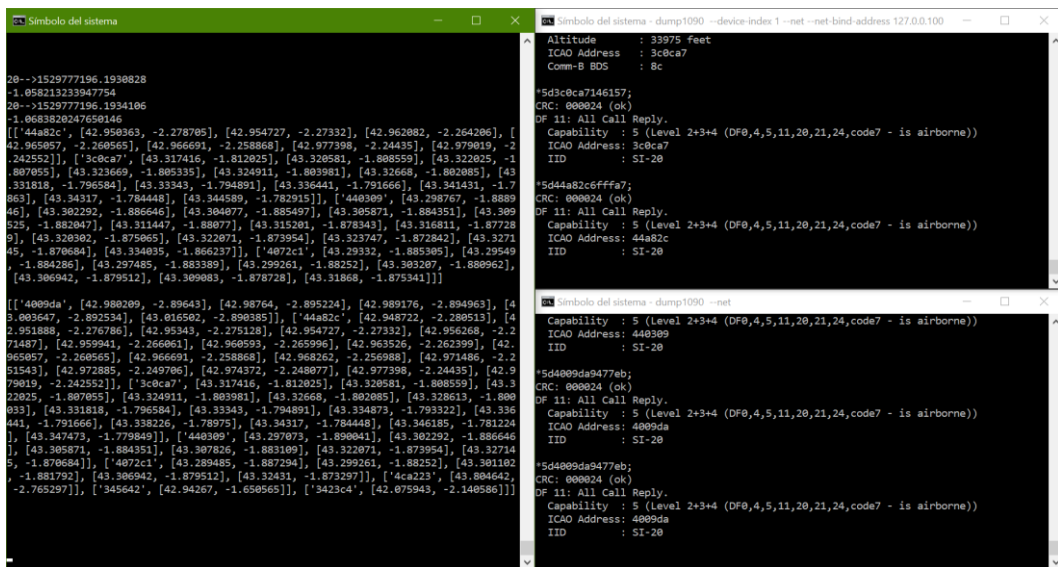 Símbolo del sistema
20-->1529777196.1930828
-1.058213233947754
20-->1529777233.1934106
-1.0683820247650146
[['44a82c', [42.950363, -2.278705], [42.954727, -2.27332], [42.962082, -2.264206], [
42.965057, -2.260565], [42.966691, -2.258868], [42.977398, -2.24435], [42.979019, -2
.242552]], ['3c0ca7', [43.317416, -1.812025], [43.320581, -1.808559], [43.322025, -1
.807055], [43.323669, -1.805335], [43.324911, -1.803981], [43.32668, -1.802085], [43
.331818, -1.796584], [43.33343, -1.794891], [43.336441, -1.791666], [43.341431, -1.7
863], [43.34317, -1.784448], [43.344589, -1.782915]], ['440309', [43.298767, -1.8889
46], [43.302292, -1.886646], [43.304077, -1.885497], [43.305871, -1.884351], [43.309
525, -1.882047], [43.311447, -1.88077], [43.315201, -1.878343], [43.316811, -1.87728
9], [43.320302, -1.875065], [43.322071, -1.873954], [43.323747, -1.872842], [43.3271
45, -1.870684], [43.334035, -1.866237]], ['4072c1', [43.29332, -1.885305], [43.29549
, -1.884286], [43.297485, -1.883389], [43.299261, -1.88252], [43.303207, -1.880962],
[43.306942, -1.879512], [43.309083, -1.878728], [43.31868, -1.875341]]]
[['4009da', [42.980209, -2.89643], [42.98764, -2.895224], [42.989176, -2.894963], [4
3.003647, -2.892534], [43.016502, -2.890385]], ['44a82c', [42.948722, -2.280513], [4
2.951888, -2.276786], [42.95343, -2.275128], [42.954727, -2.27332], [42.956268, -2.2
71487], [42.959941, -2.266061], [42.960593, -2.265996], [42.963526, -2.262399], [42.
965057, -2.260565], [42.966691, -2.258868], [42.968262, -2.256988], [42.971486, -2.2
51543], [42.972885, -2.249706], [42.974372, -2.248077], [42.977398, -2.24435], [42.9
79019, -2.242552]], ['3c0ca7', [43.317416, -1.812025], [43.320581, -1.808559], [43.3
22025, -1.807055], [43.324911, -1.803981], [43.32668, -1.802085], [43.328613, -1.800
033], [43.331818, -1.796584], [43.33343, -1.794891], [43.334873, -1.793322], [43.336
441, -1.791666], [43.338226, -1.78975], [43.34317, -1.784448], [43.346185, -1.781224
], [43.347473, -1.779849]], ['440309', [43.297073, -1.890041], [43.302292, -1.886646
], [43.305871, -1.884351], [43.307826, -1.883109], [43.322071, -1.873954], [43.32714
5, -1.870684]], ['4072c1', [43.289485, -1.887294], [43.299261, -1.88252], [43.301102
, -1.881792], [43.306942, -1.879512], [43.32431, -1.873297]], ['4ca223', [43.804642,
-2.765297]], ['345642', [42.94267, -1.650565]], ['3423c4', [42.075943, -2.140586]]]
Símbolo del sistema - dump1090 --device-index 1 --net --net-bind-address 127.0.0.100
Altitude : 33975 feet
ICAO Address : 3c0ca7
Comm-B BDS : 8c
*5d3c0ca7146157;
CRC: 000024 (ok)
DF 11: All Call Reply.
Capability : 5 (Level 2+3+4 (DF0,4,5,11,20,21,24,code7 - is airborne))
ICAO Address: 3c0ca7
IID : SI-20
*5d44a82c6fffa7;
CRC: 000024 (ok)
DF 11: All Call Reply.
Capability : 5 (Level 2+3+4 (DF0,4,5,11,20,21,24,code7 - is airborne))
ICAO Address: 44a82c
IID : SI-20
Símbolo del sistema - dump1090 --net
Capability : 5 (Level 2+3+4 (DF0,4,5,11,20,21,24,code7 - is airborne))
ICAO Address: 440309
IID : SI-20
*5d4009da9477eb;
CRC: 000024 (ok)
DF 11: All Call Reply.
Capability : 5 (Level 2+3+4 (DF0,4,5,11,20,21,24,code7 - is airborne))
ICAO Address: 4009da
IID : SI-20
*5d4009da9477eb;
CRC: 000024 (ok)
DF 11: All Call Reply.
Capability : 5 (Level 2+3+4 (DF0,4,5,11,20,21,24,code7 - is airborne))
ICAO Address: 4009da
IID : SI-20